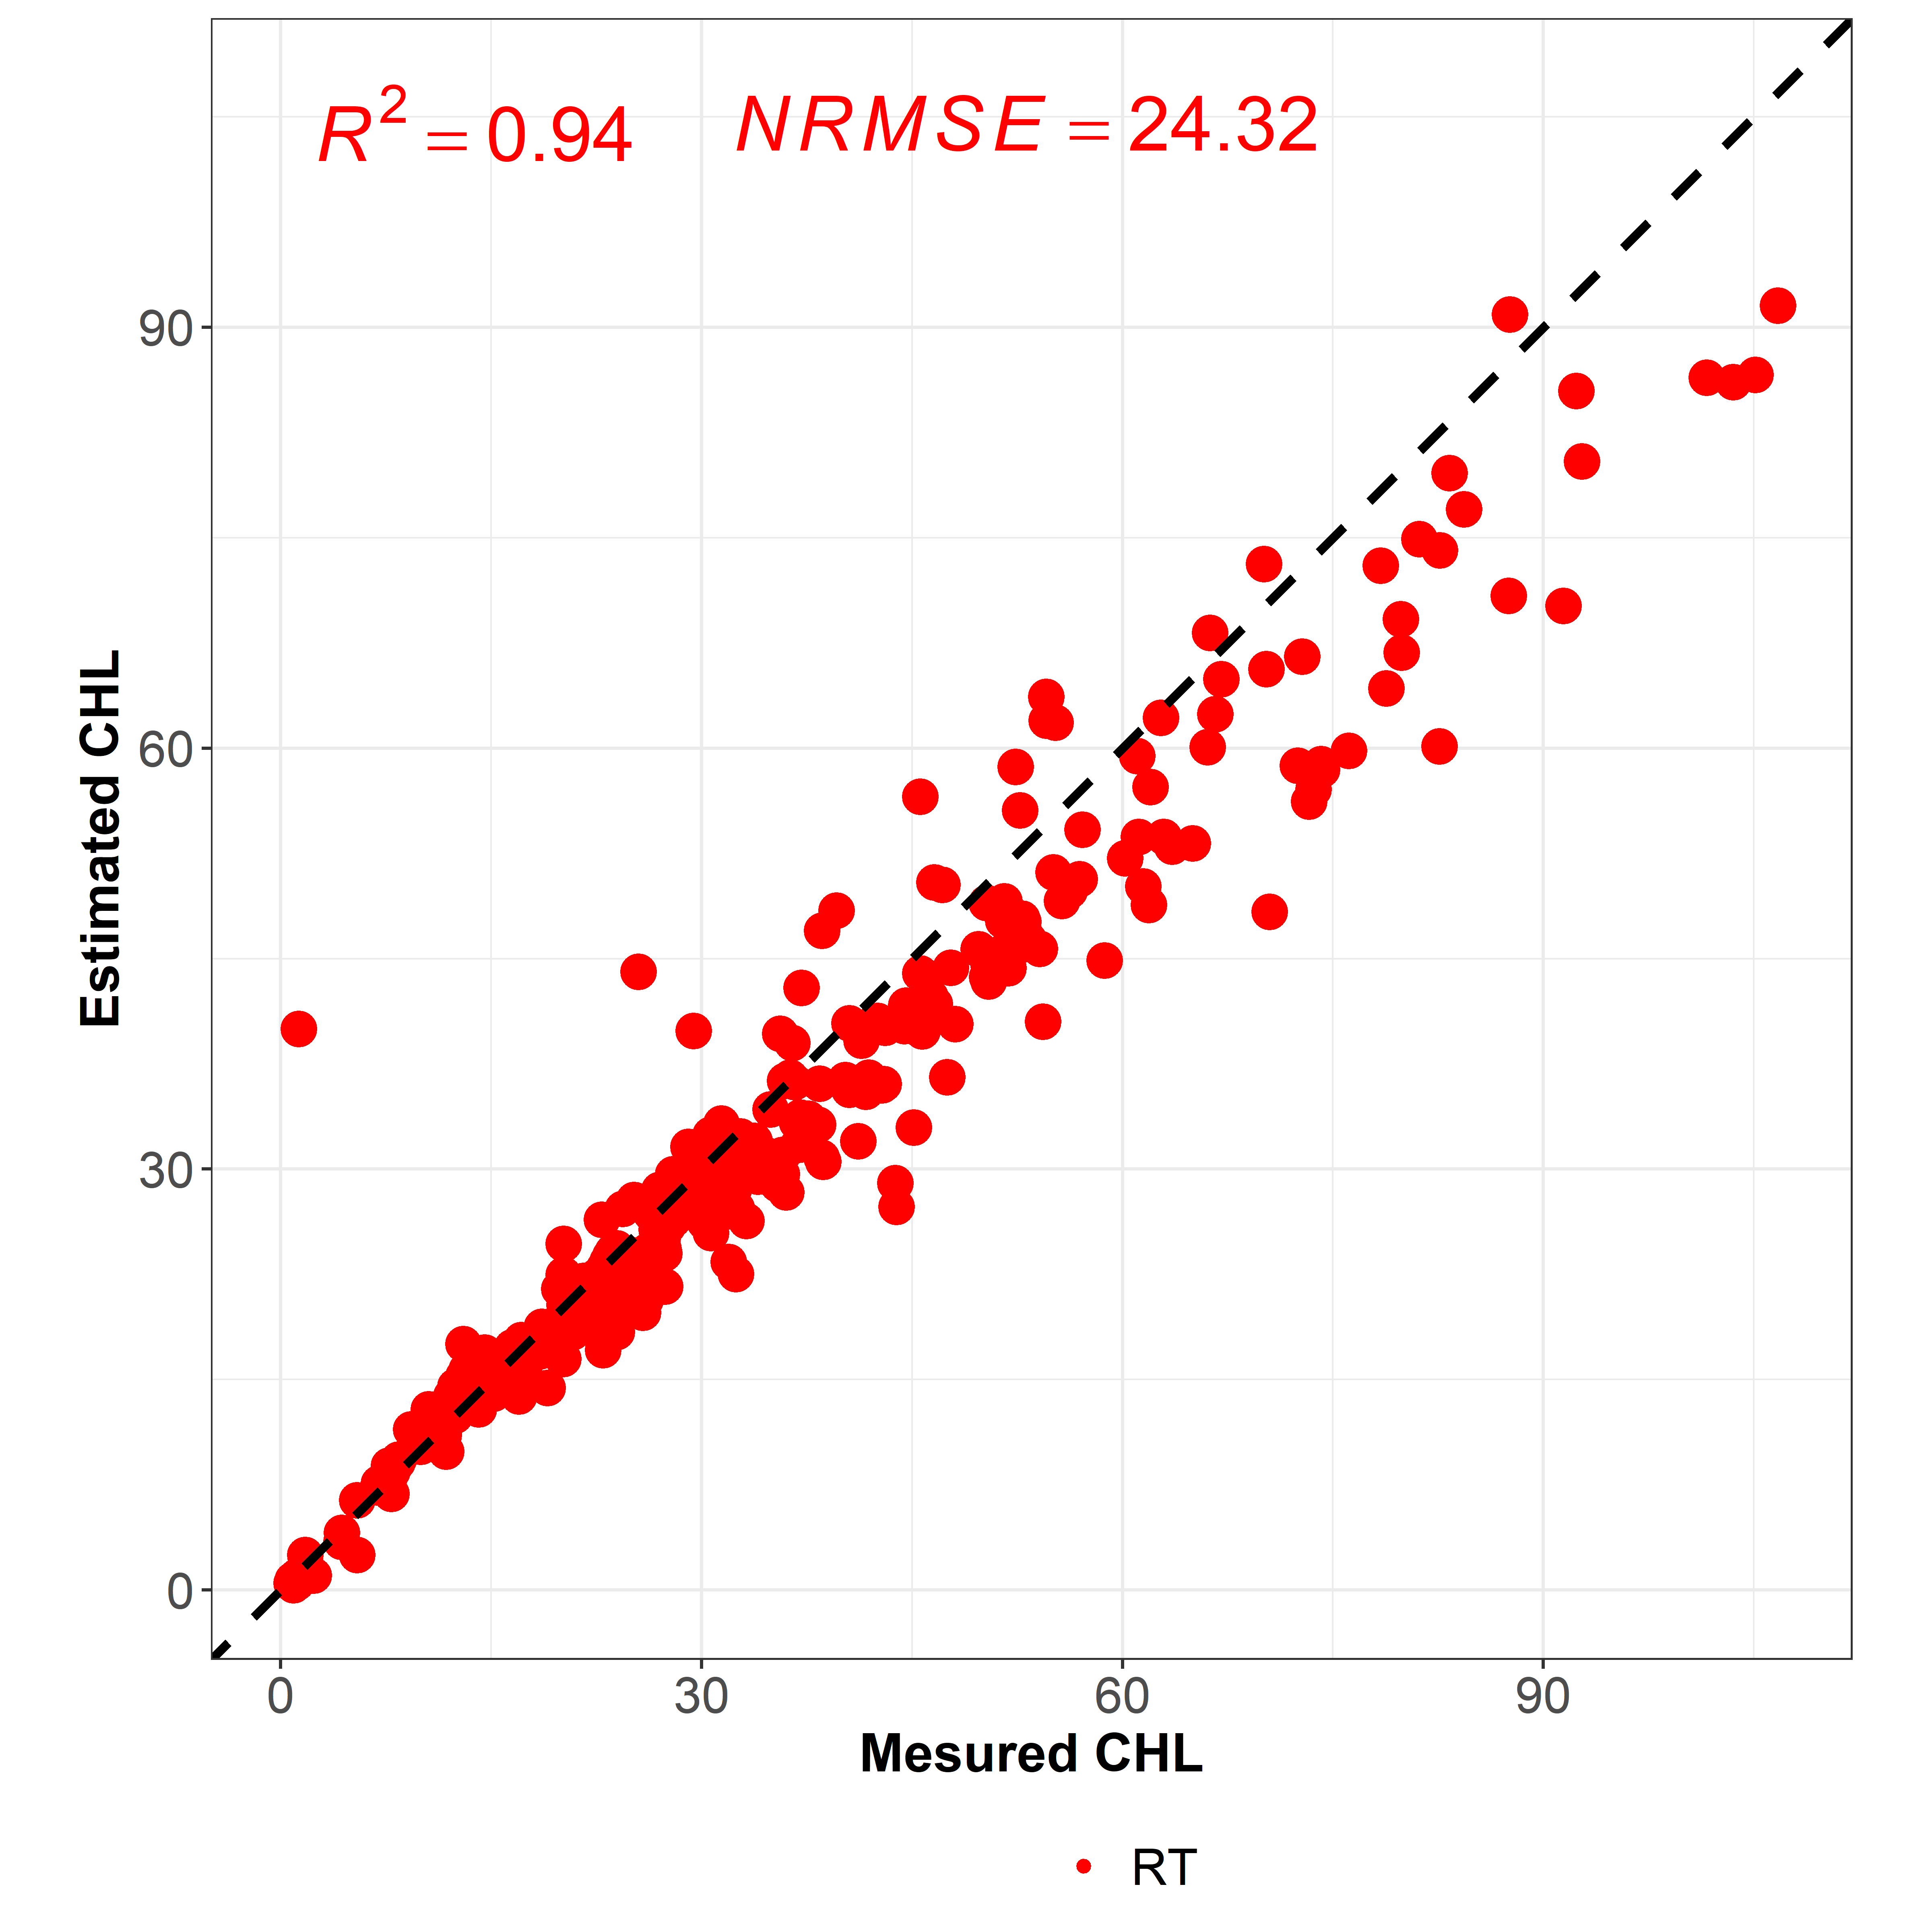 R² = 0.94 NRMSE = 24.32
90
60
30
0
Estimated CHL
0 30 60 90
Mesured CHL
RT